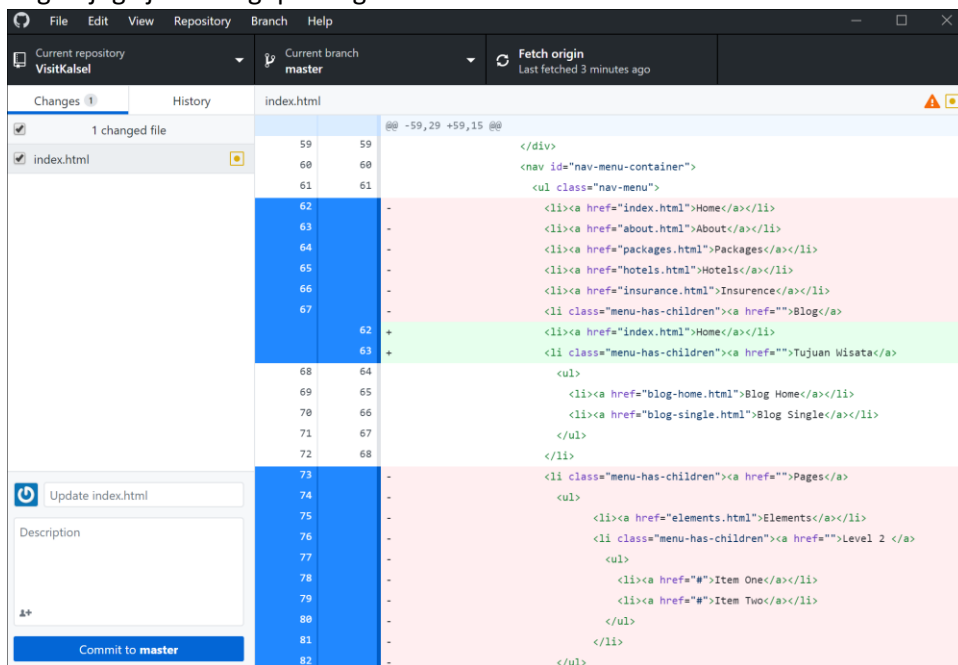 File Edit View Repository Branch Help
Current repository
VisitKalsel
Current branch
master
Fetch origin
Last fetched 3 minutes ago
Changes 1 History
index.html
1 changed file
index.html
@@ -59,29 +59,15 @@
59 59 </div>
60 60 <nav id="nav-menu-container">
61 61 <ul class="nav-menu">
62 - <li><a href="index.html">Home</a></li>
63 - <li><a href="about.html">About</a></li>
64 - <li><a href="packages.html">Packages</a></li>
65 - <li><a href="hotels.html">Hotels</a></li>
66 - <li><a href="insurance.html">Insurence</a></li>
67 - <li class="menu-has-children"><a href="">Blog</a>
62 + <li><a href="index.html">Home</a></li>
63 + <li class="menu-has-children"><a href="">Tujuan Wisata</a>
68 64 <ul>
69 65 <li><a href="blog-home.html">Blog Home</a></li>
70 66 <li><a href="blog-single.html">Blog Single</a></li>
71 67 </ul>
72 68 </li>
73 - <li class="menu-has-children"><a href="">Pages</a>
74 - <ul>
75 - <li><a href="elements.html">Elements</a></li>
76 - <li class="menu-has-children"><a href="">Level 2 </a>
77 - <ul>
78 - <li><a href="#">Item One</a></li>
79 - <li><a href="#">Item Two</a></li>
80 - </ul>
81 - </li>
82 - </ul>
Update index.html
Description
Commit to master